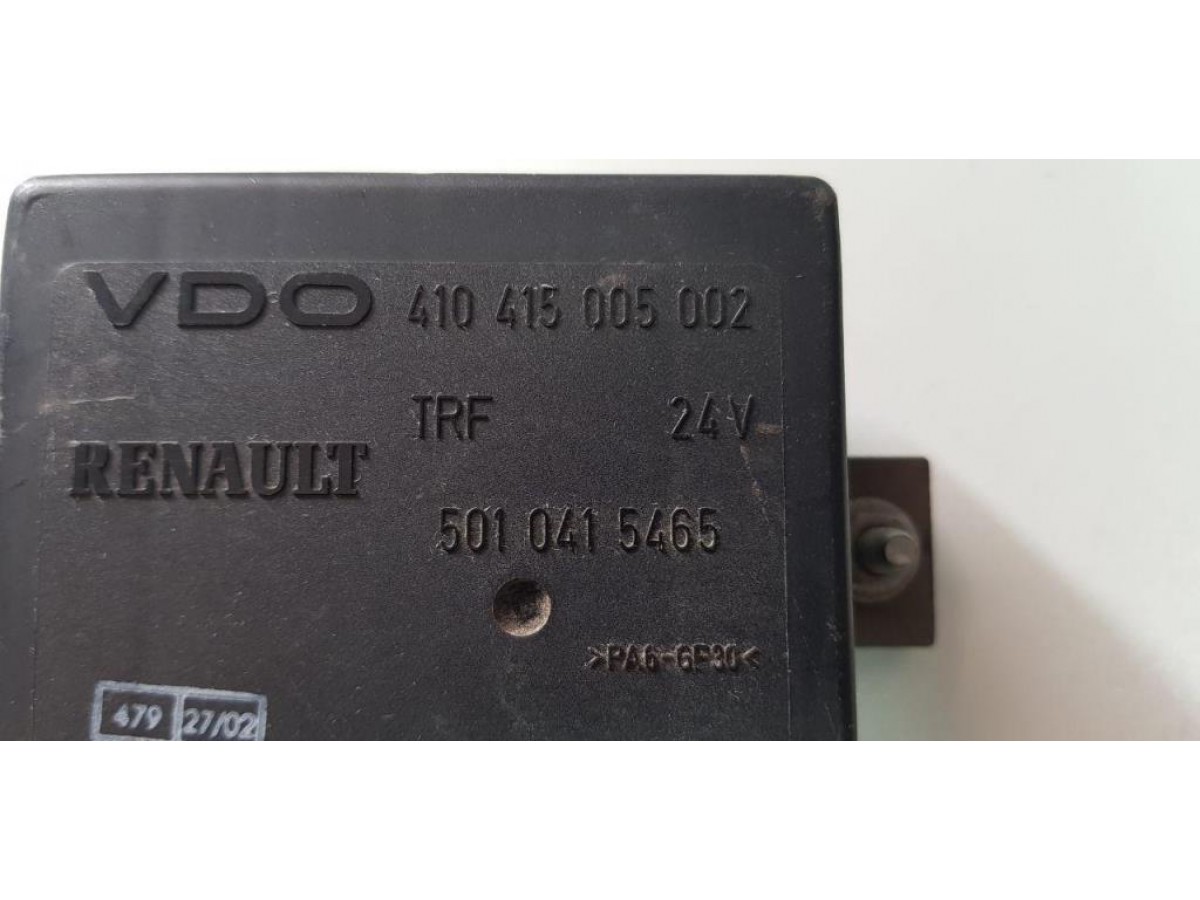 VDO 410 415 005 002
TRF 24V
RENAULT
501 041 5465
>PA6-GF30<
479 27/02